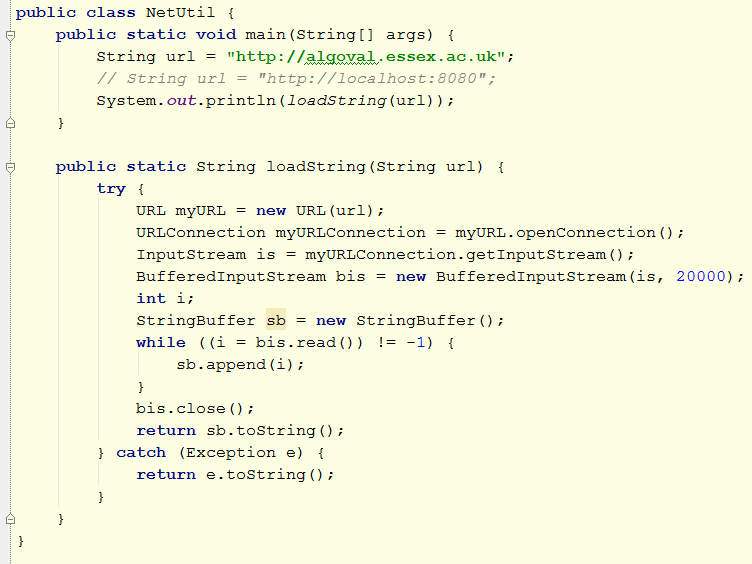 public class NetUtil {
    public static void main(String[] args) {
        String url = "http://algoval.essex.ac.uk";
        // String url = "http://localhost:8080";
        System.out.println(loadString(url));
    }

    public static String loadString(String url) {
        try {
            URL myURL = new URL(url);
            URLConnection myURLConnection = myURL.openConnection();
            InputStream is = myURLConnection.getInputStream();
            BufferedInputStream bis = new BufferedInputStream(is, 20000);
            int i;
            StringBuffer sb = new StringBuffer();
            while ((i = bis.read()) != -1) {
                sb.append(i);
            }
            bis.close();
            return sb.toString();
        } catch (Exception e) {
            return e.toString();
        }
    }
}